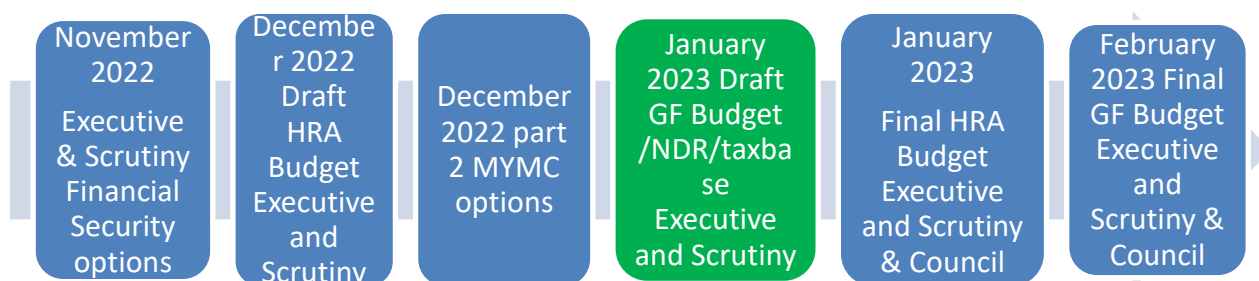 November
2022
Executive
& Scrutiny
Financial
Security
options
Decembe
r 2022
Draft
HRA
Budget
Executive
and
Scrutiny
December
2022 part
2 MYMC
options
January
2023 Draft
GF Budget
/NDR/taxba
se
Executive
and Scrutiny
January
2023
Final HRA
Budget
Executive
and Scrutiny
& Council
February
2023 Final
GF Budget
Executive
and
Scrutiny &
Council